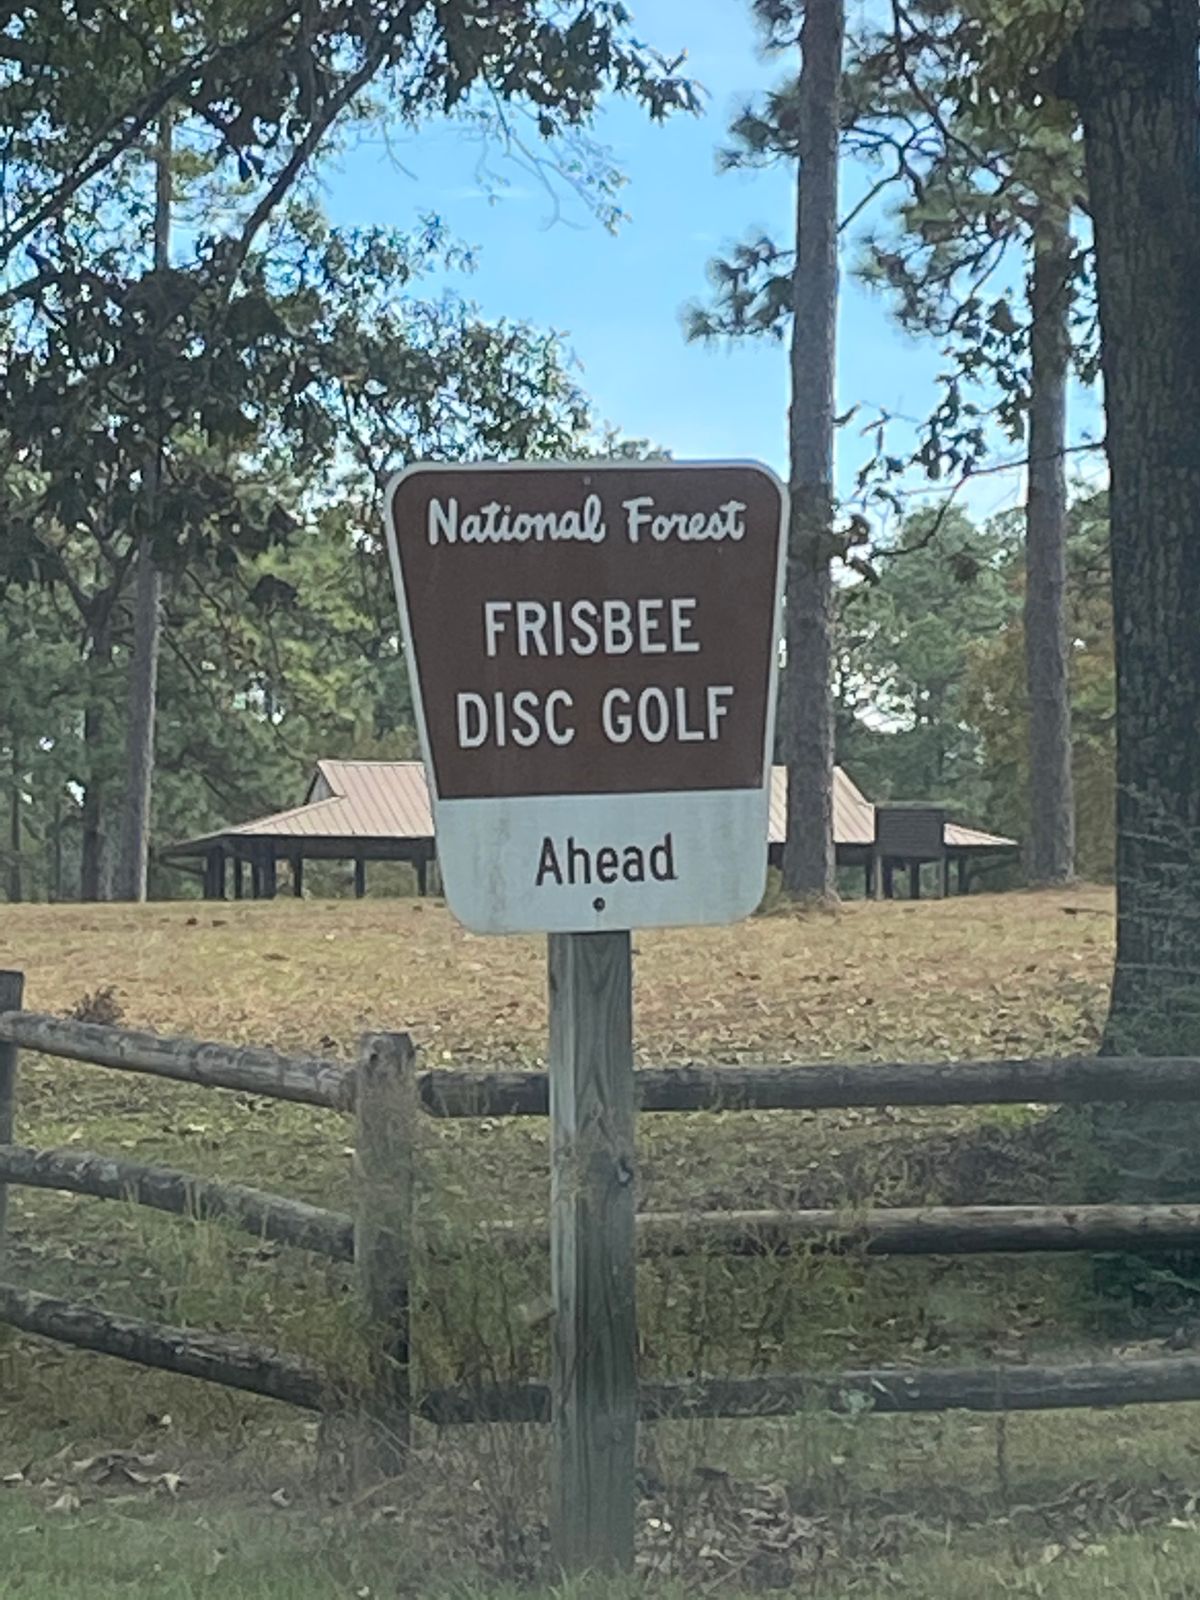 National Forest
FRISBEE
DISC GOLF
Ahead